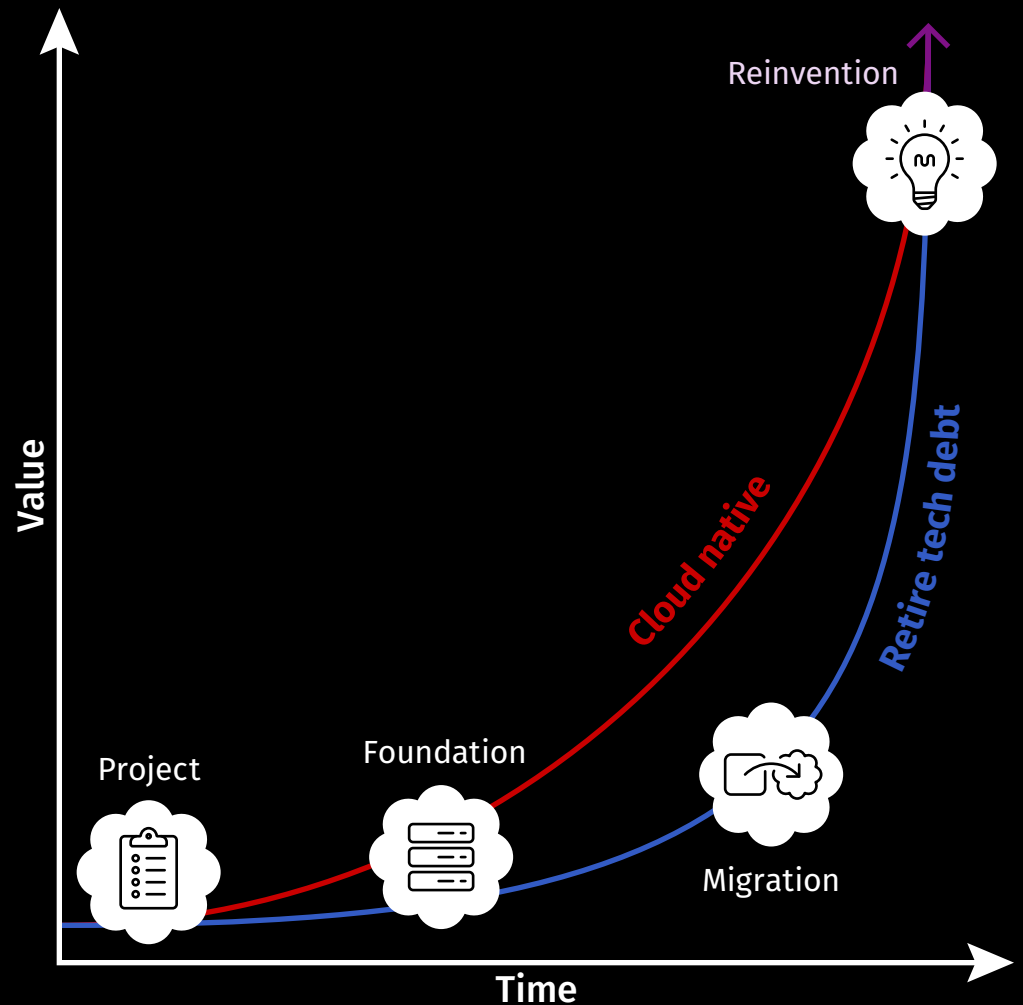 Reinvention
Value
Cloud native
Retire tech debt
Foundation
Project
Migration
Time